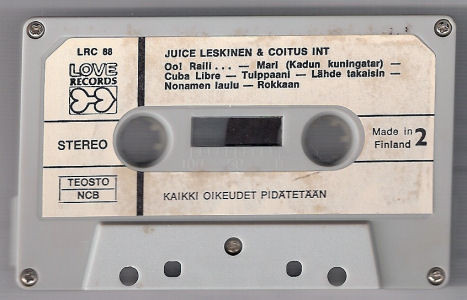 LRC 88
JUICE LESKINEN & COITUS INT
Oo! Raili... — Mari (Kadun kuningatar) —
Cuba Libre — Tulppaani — Lähde takaisin —
Nonamen laulu — Rokkaan
LOVE
RECORDS
STEREO
Made in
Finland
2
TEOSTO
NCB
KAIKKI OIKEUDET PIDÄTETÄÄN